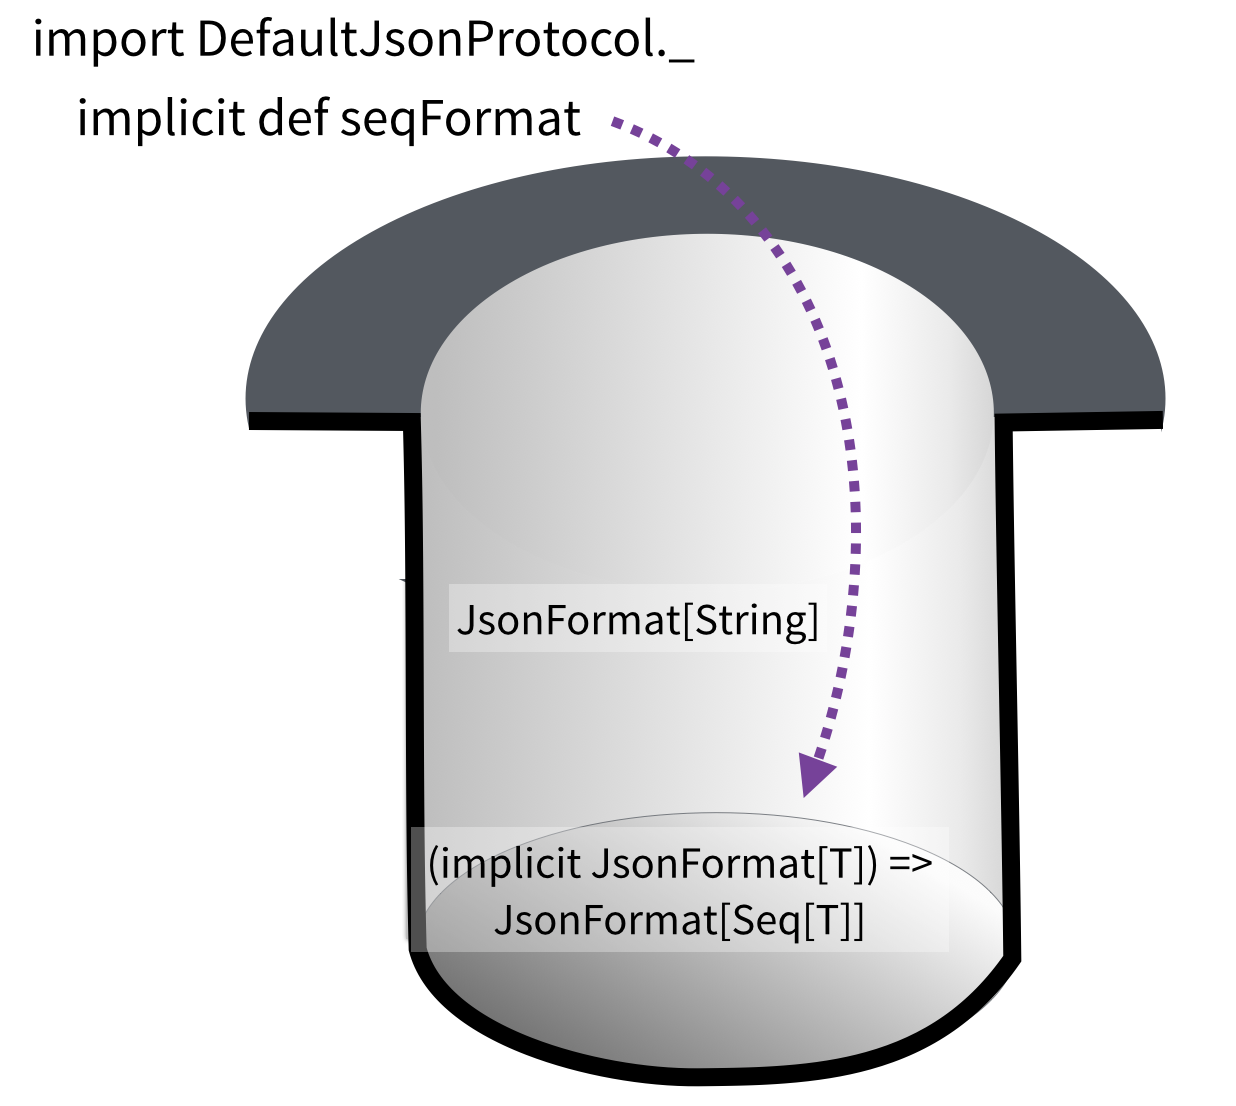 import DefaultJsonProtocol._
implicit def seqFormat
JsonFormat[String]
(implicit JsonFormat[T]) =>
JsonFormat[Seq[T]]